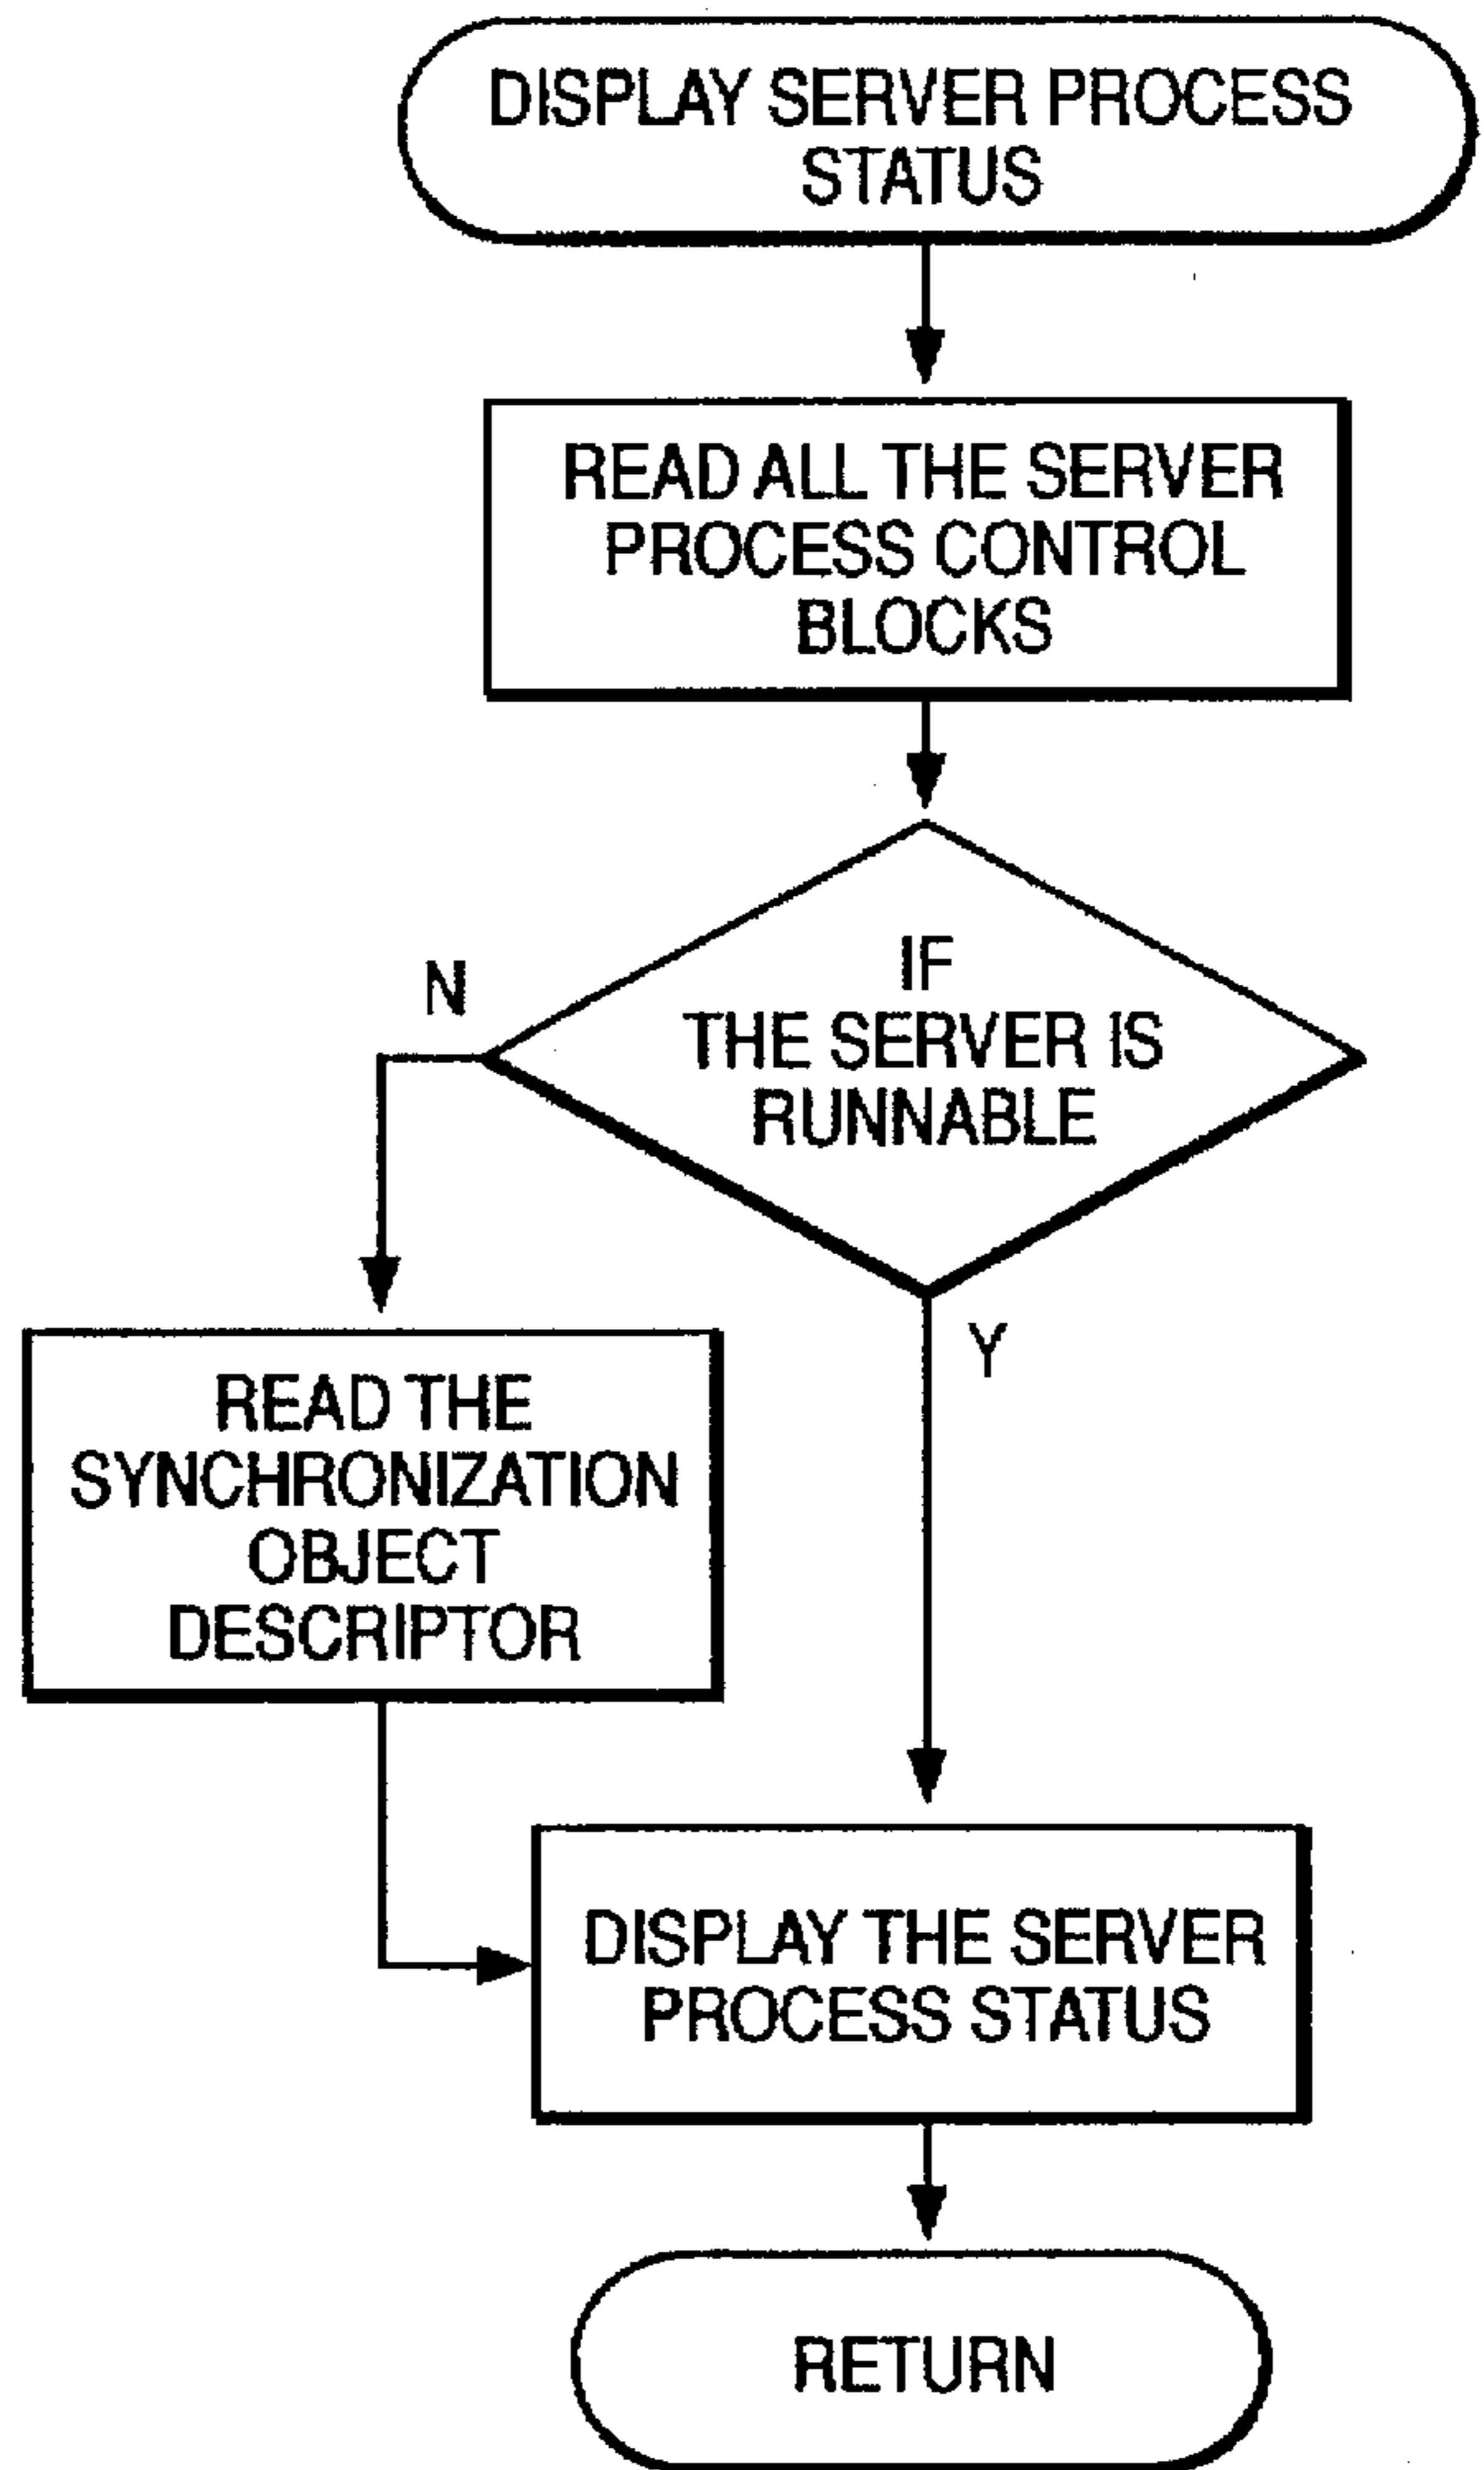 DISPLAY SERVER PROCESS
STATUS
READ ALL THE SERVER
PROCESS CONTROL
BLOCKS
IF
THE SERVER IS
RUNNABLE
N
Y
READ THE
SYNCHRONIZATION
OBJECT
DESCRIPTOR
DISPLAY THE SERVER
PROCESS STATUS
RETURN